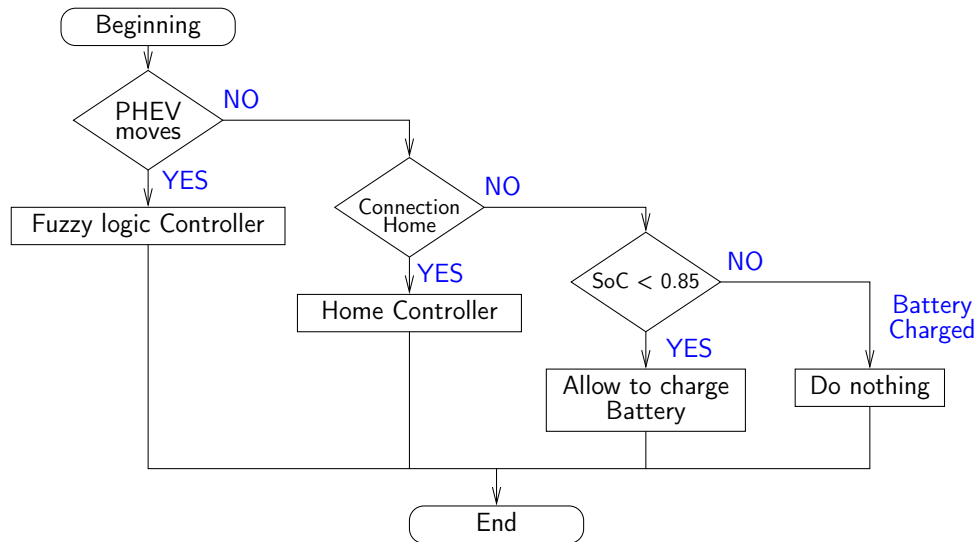 Beginning
PHEV
moves
NO
YES
Fuzzy logic Controller
Connection
Home
NO
YES
Home Controller
SoC < 0.85
NO
YES
Battery
Charged
Allow to charge
Battery
Do nothing
End